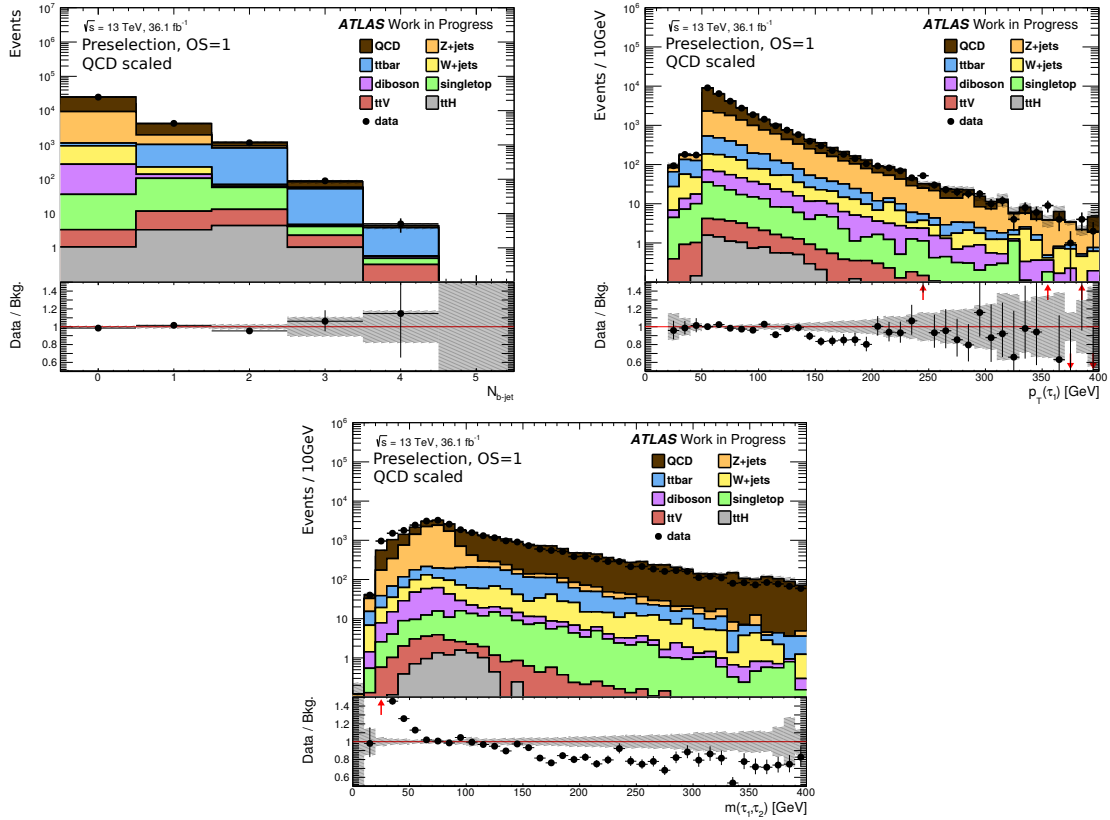 √s = 13 TeV, 36.1 fb⁻¹
ATLAS Work in Progress
Preselection, OS=1
QCD scaled
QCD Z+jets
ttbar W+jets
diboson singletop
ttV ttH
data
Events
10⁷
10⁶
10⁵
10⁴
10³
10²
10
1
Data / Bkg.
1.4
1.2
1
0.8
0.6
0 1 2 3 4 5
N_b-jet
√s = 13 TeV, 36.1 fb⁻¹
ATLAS Work in Progress
Preselection, OS=1
QCD scaled
QCD Z+jets
ttbar W+jets
diboson singletop
ttV ttH
data
Events / 10GeV
10⁶
10⁵
10⁴
10³
10²
10
1
Data / Bkg.
1.4
1.2
1
0.8
0.6
0 50 100 150 200 250 300 350 400
p_T(τ₁) [GeV]
√s = 13 TeV, 36.1 fb⁻¹
ATLAS Work in Progress
Preselection, OS=1
QCD scaled
QCD Z+jets
ttbar W+jets
diboson singletop
ttV ttH
data
Events / 10GeV
10⁶
10⁵
10⁴
10³
10²
10
1
Data / Bkg.
1.4
1.2
1
0.8
0.6
0 50 100 150 200 250 300 350 400
m(τ₁,τ₂) [GeV]